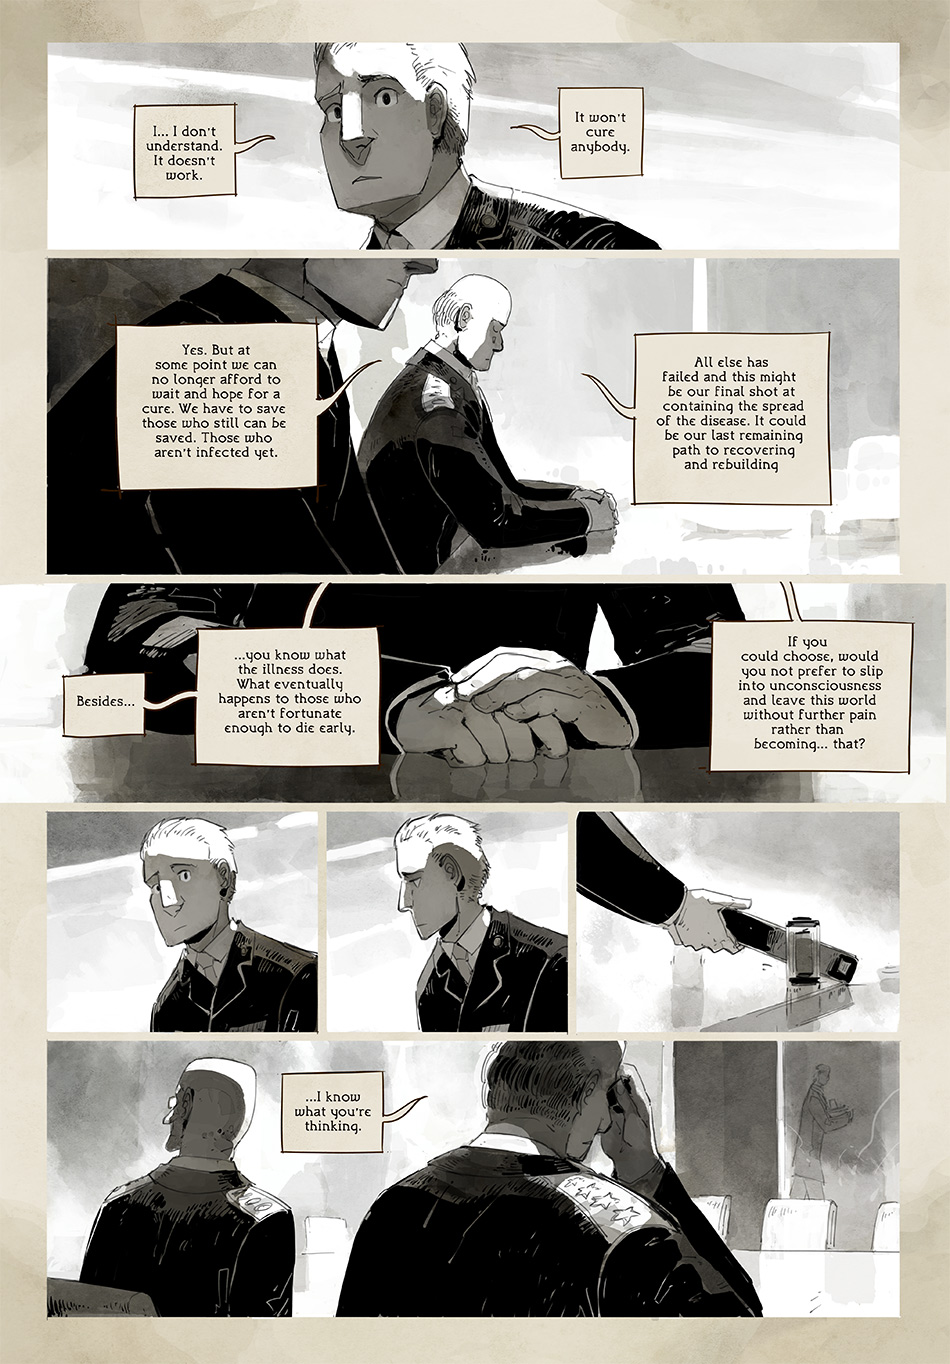 I... I don't
understand.
It doesn't
work.
It won't
cure
anybody.
Yes. But at
some point we can
no longer afford to
wait and hope for a
cure. We have to save
those who still can be
saved. Those who
aren't infected yet.
All else has
failed and this might
be our final shot at
containing the spread
of the disease. It could
be our last remaining
path to recovering
and rebuilding
Besides...
...you know what
the illness does.
What eventually
happens to those who
aren't fortunate
enough to die early.
If you
could choose, would
you not prefer to slip
into unconsciousness
and leave this world
without further pain
rather than
becoming... that?
...I know
what you're
thinking.